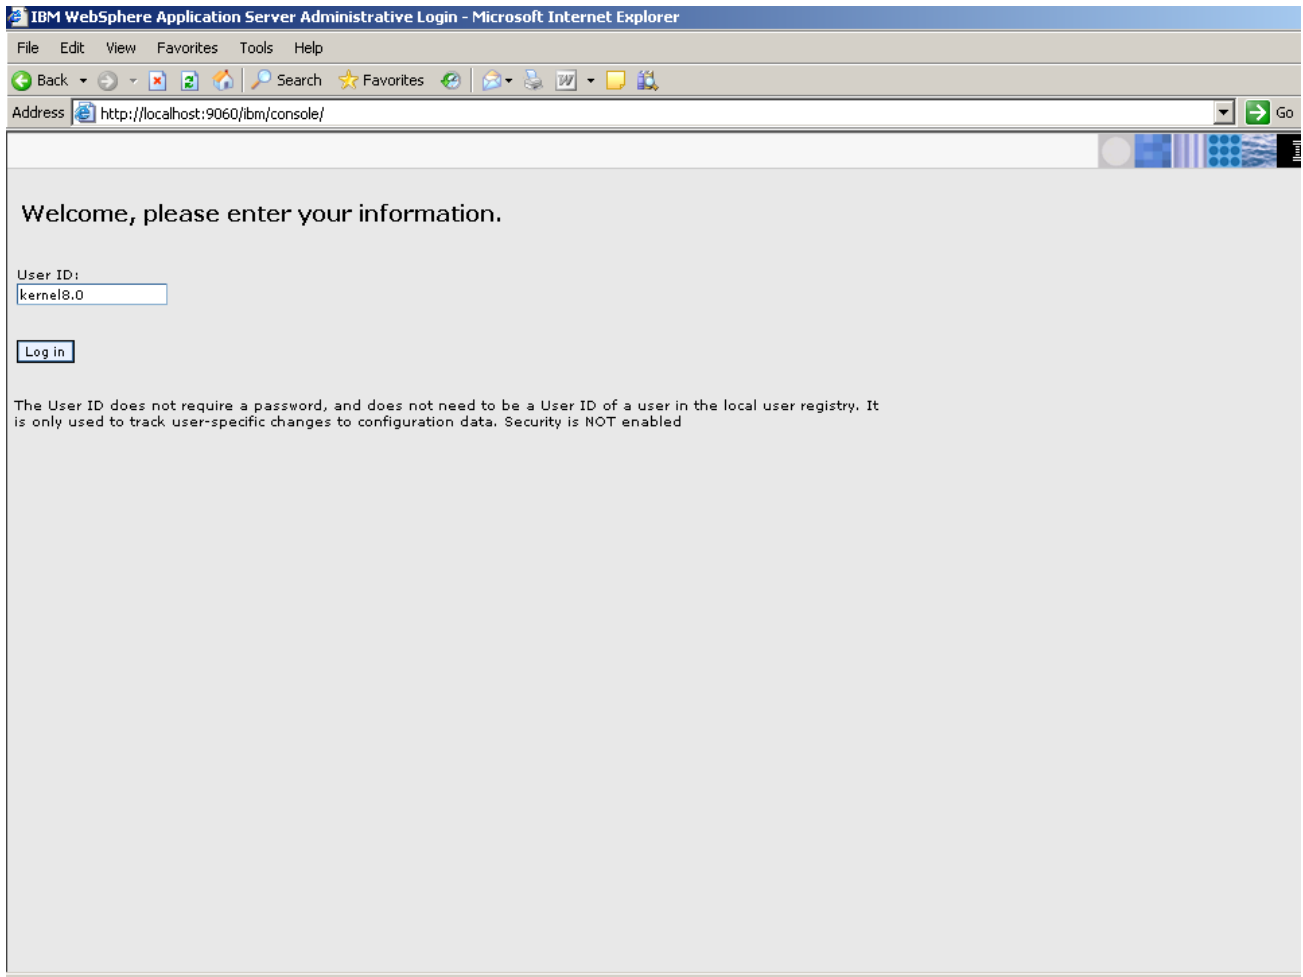 IBM WebSphere Application Server Administrative Login - Microsoft Internet Explorer
File Edit View Favorites Tools Help
Back Search Favorites
Address http://localhost:9060/ibm/console/ Go
Welcome, please enter your information.
User ID:
kernel8.0
Log in
The User ID does not require a password, and does not need to be a User ID of a user in the local user registry. It
is only used to track user-specific changes to configuration data. Security is NOT enabled